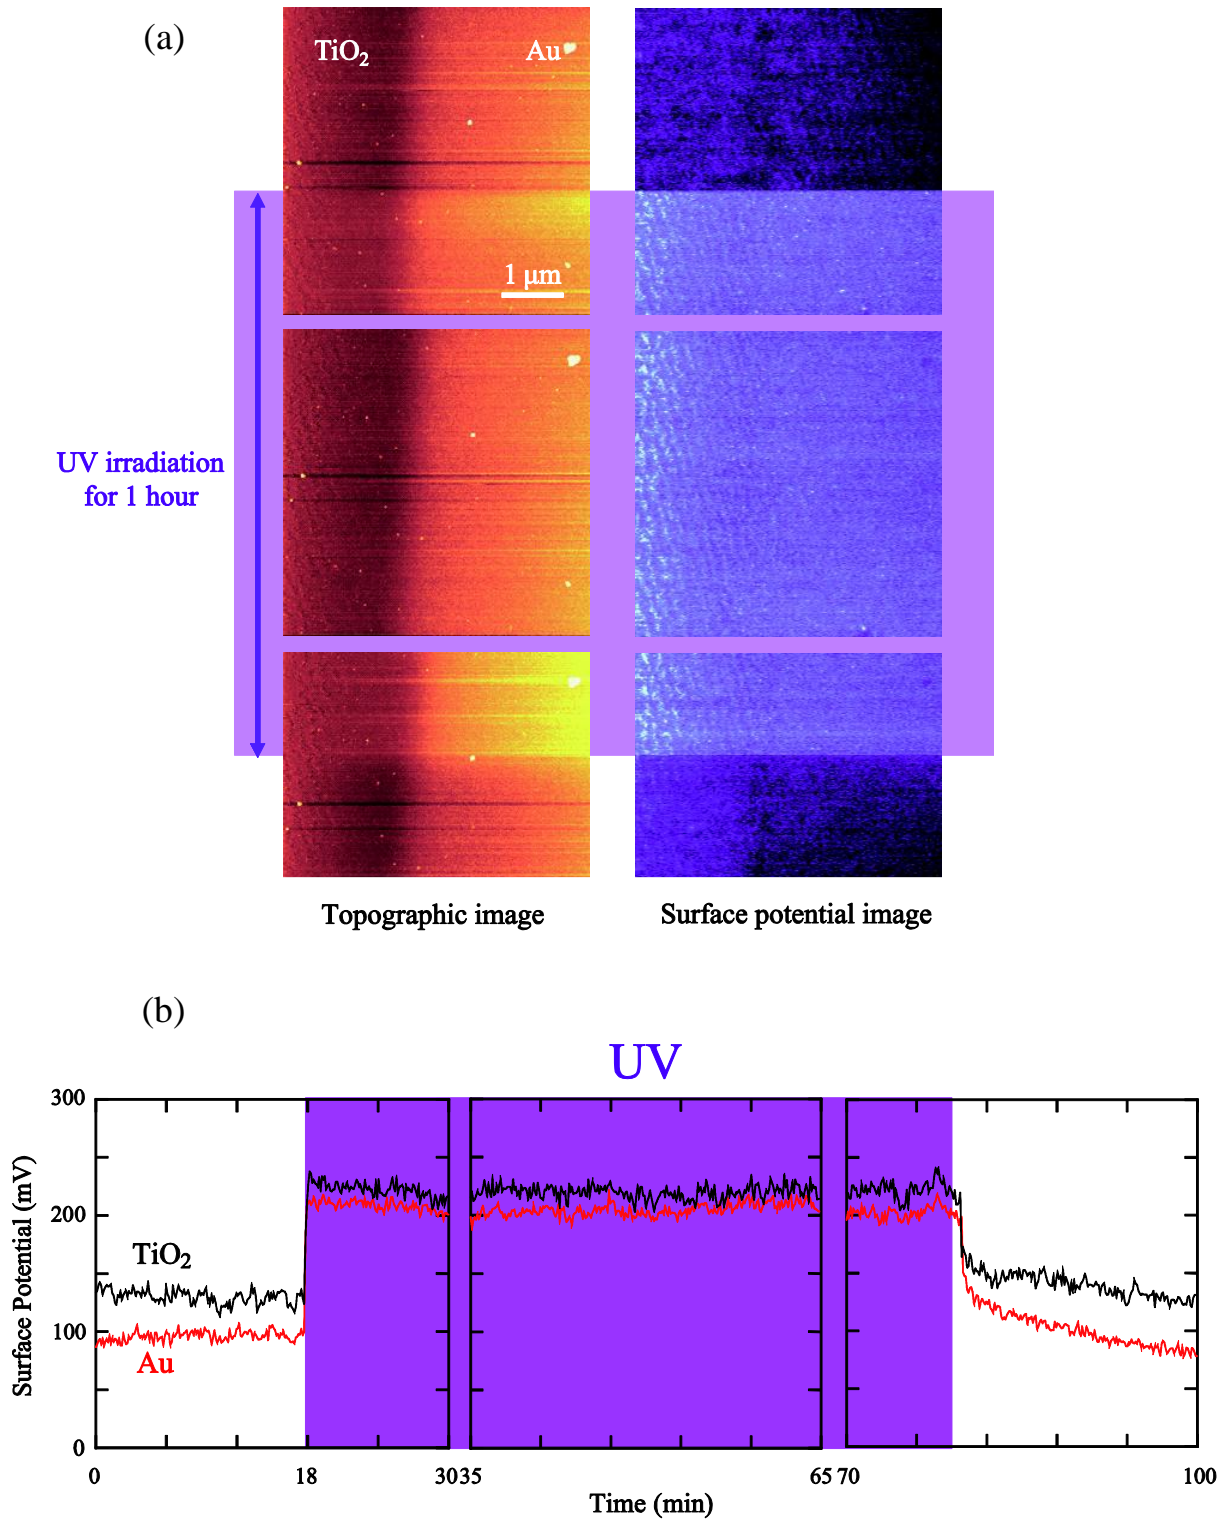 (a)
TiO₂
Au
1 μm
UV irradiation
for 1 hour
Topographic image
Surface potential image
(b)
UV
300
200
100
0
Surface Potential (mV)
TiO₂
Au
0
18
30
35
65
70
100
Time (min)